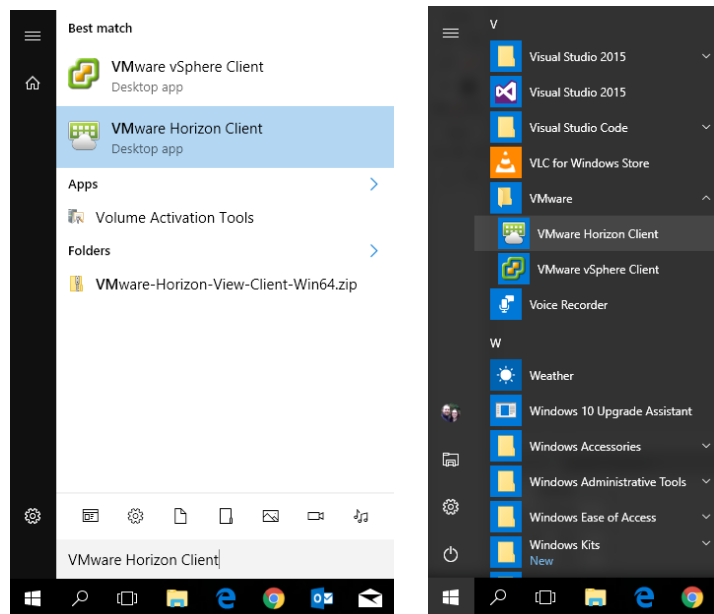 Best match
VMware vSphere Client
Desktop app
VMware Horizon Client
Desktop app
Apps
Volume Activation Tools
Folders
VMware-Horizon-View-Client-Win64.zip
VMware Horizon Client
V
Visual Studio 2015
Visual Studio 2015
Visual Studio Code
VLC for Windows Store
VMware
VMware Horizon Client
VMware vSphere Client
Voice Recorder
W
Weather
Windows 10 Upgrade Assistant
Windows Accessories
Windows Administrative Tools
Windows Ease of Access
Windows Kits
New